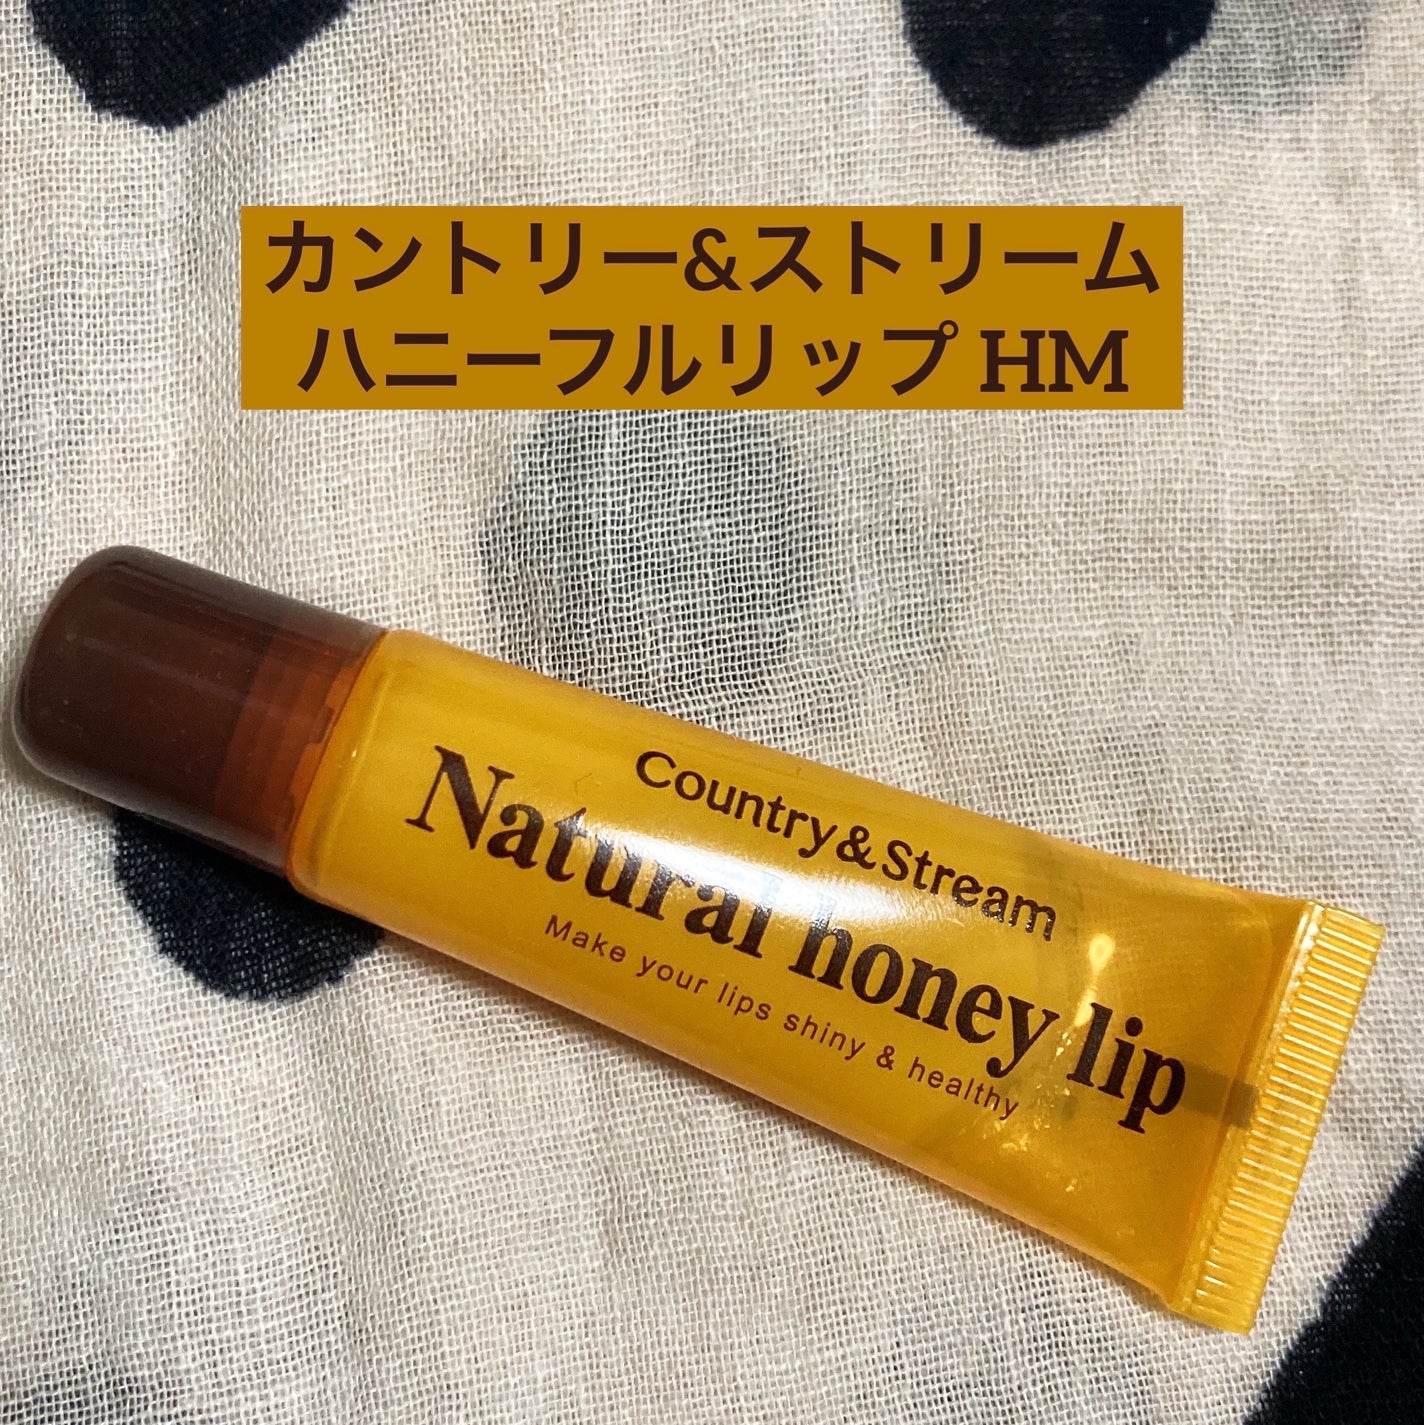 カントリー&ストリーム
ハニーフルリップ HM
Country&Stream
Natural honey lip
Make your lips shiny & healthy